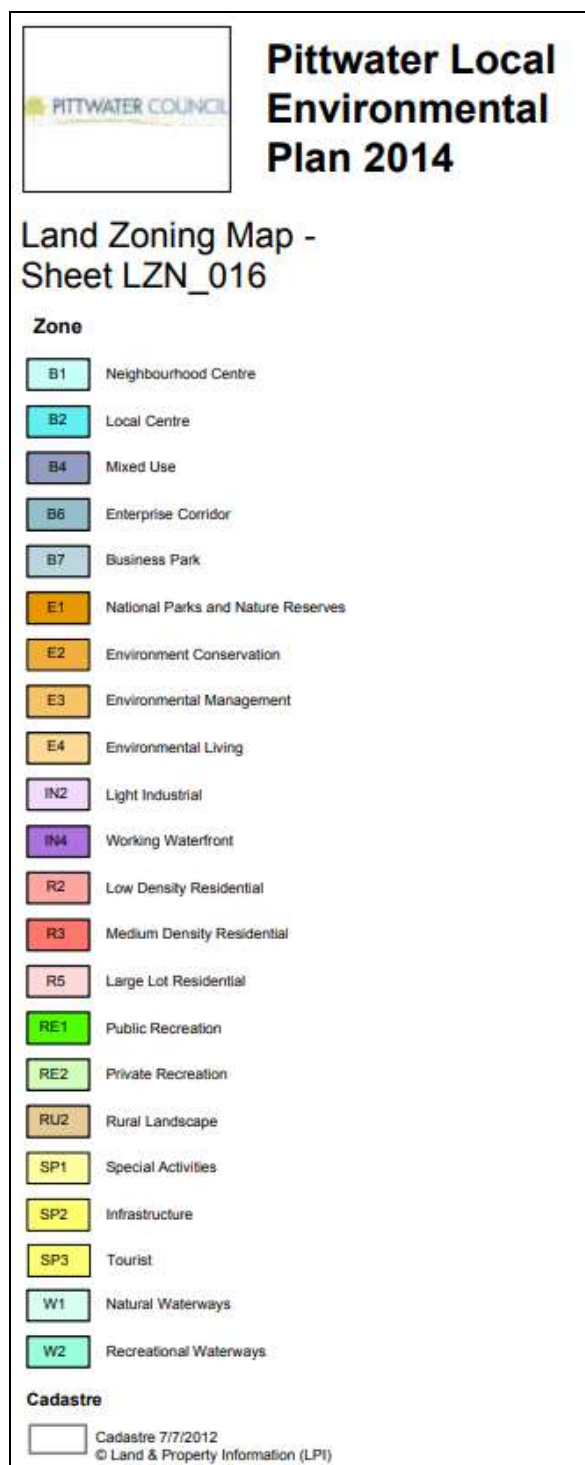 PITTWATER COUNCIL
Pittwater Local
Environmental
Plan 2014
Land Zoning Map -
Sheet LZN_016
Zone
B1 Neighbourhood Centre
B2 Local Centre
B4 Mixed Use
B6 Enterprise Corridor
B7 Business Park
E1 National Parks and Nature Reserves
E2 Environment Conservation
E3 Environmental Management
E4 Environmental Living
IN2 Light Industrial
IN4 Working Waterfront
R2 Low Density Residential
R3 Medium Density Residential
R5 Large Lot Residential
RE1 Public Recreation
RE2 Private Recreation
RU2 Rural Landscape
SP1 Special Activities
SP2 Infrastructure
SP3 Tourist
W1 Natural Waterways
W2 Recreational Waterways
Cadastre
Cadastre 7/7/2012
© Land & Property Information (LPI)